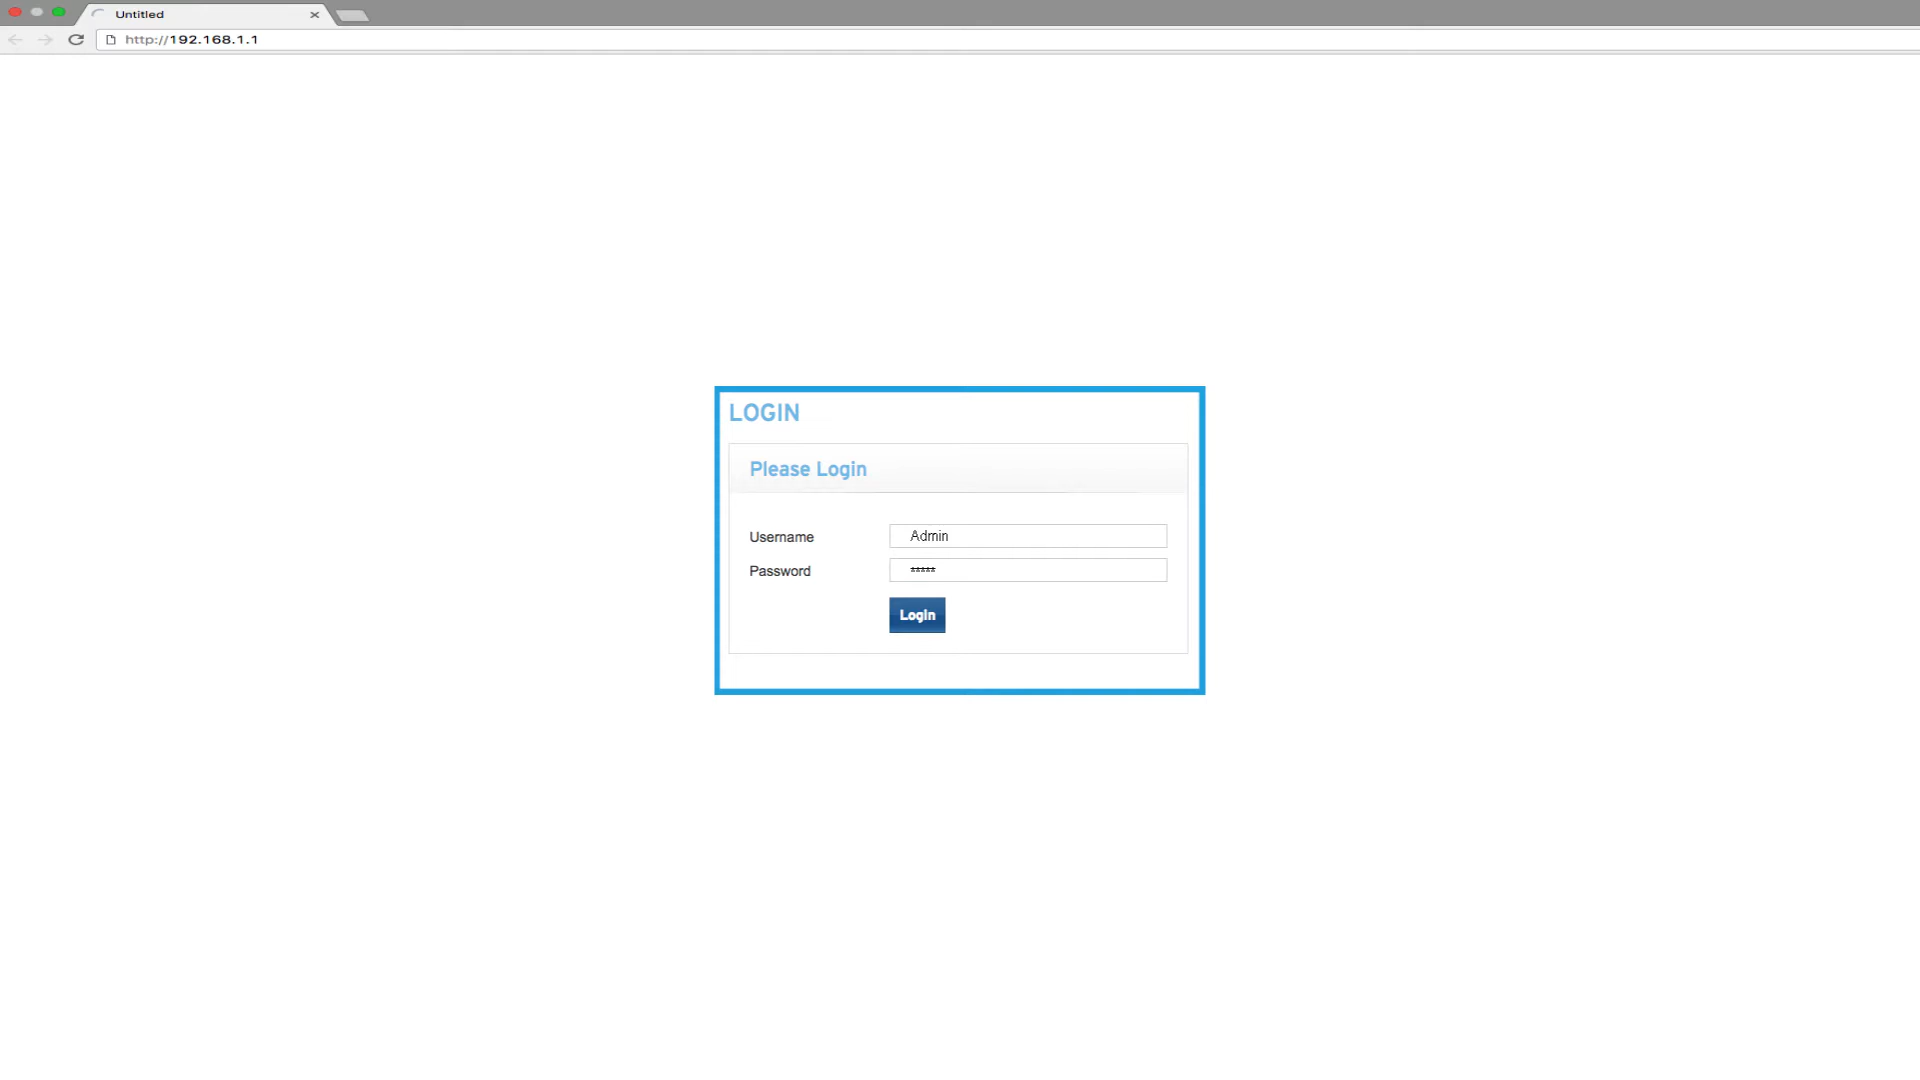 Untitled
http://192.168.1.1
LOGIN
Please Login
Username Admin
Password *****
Login